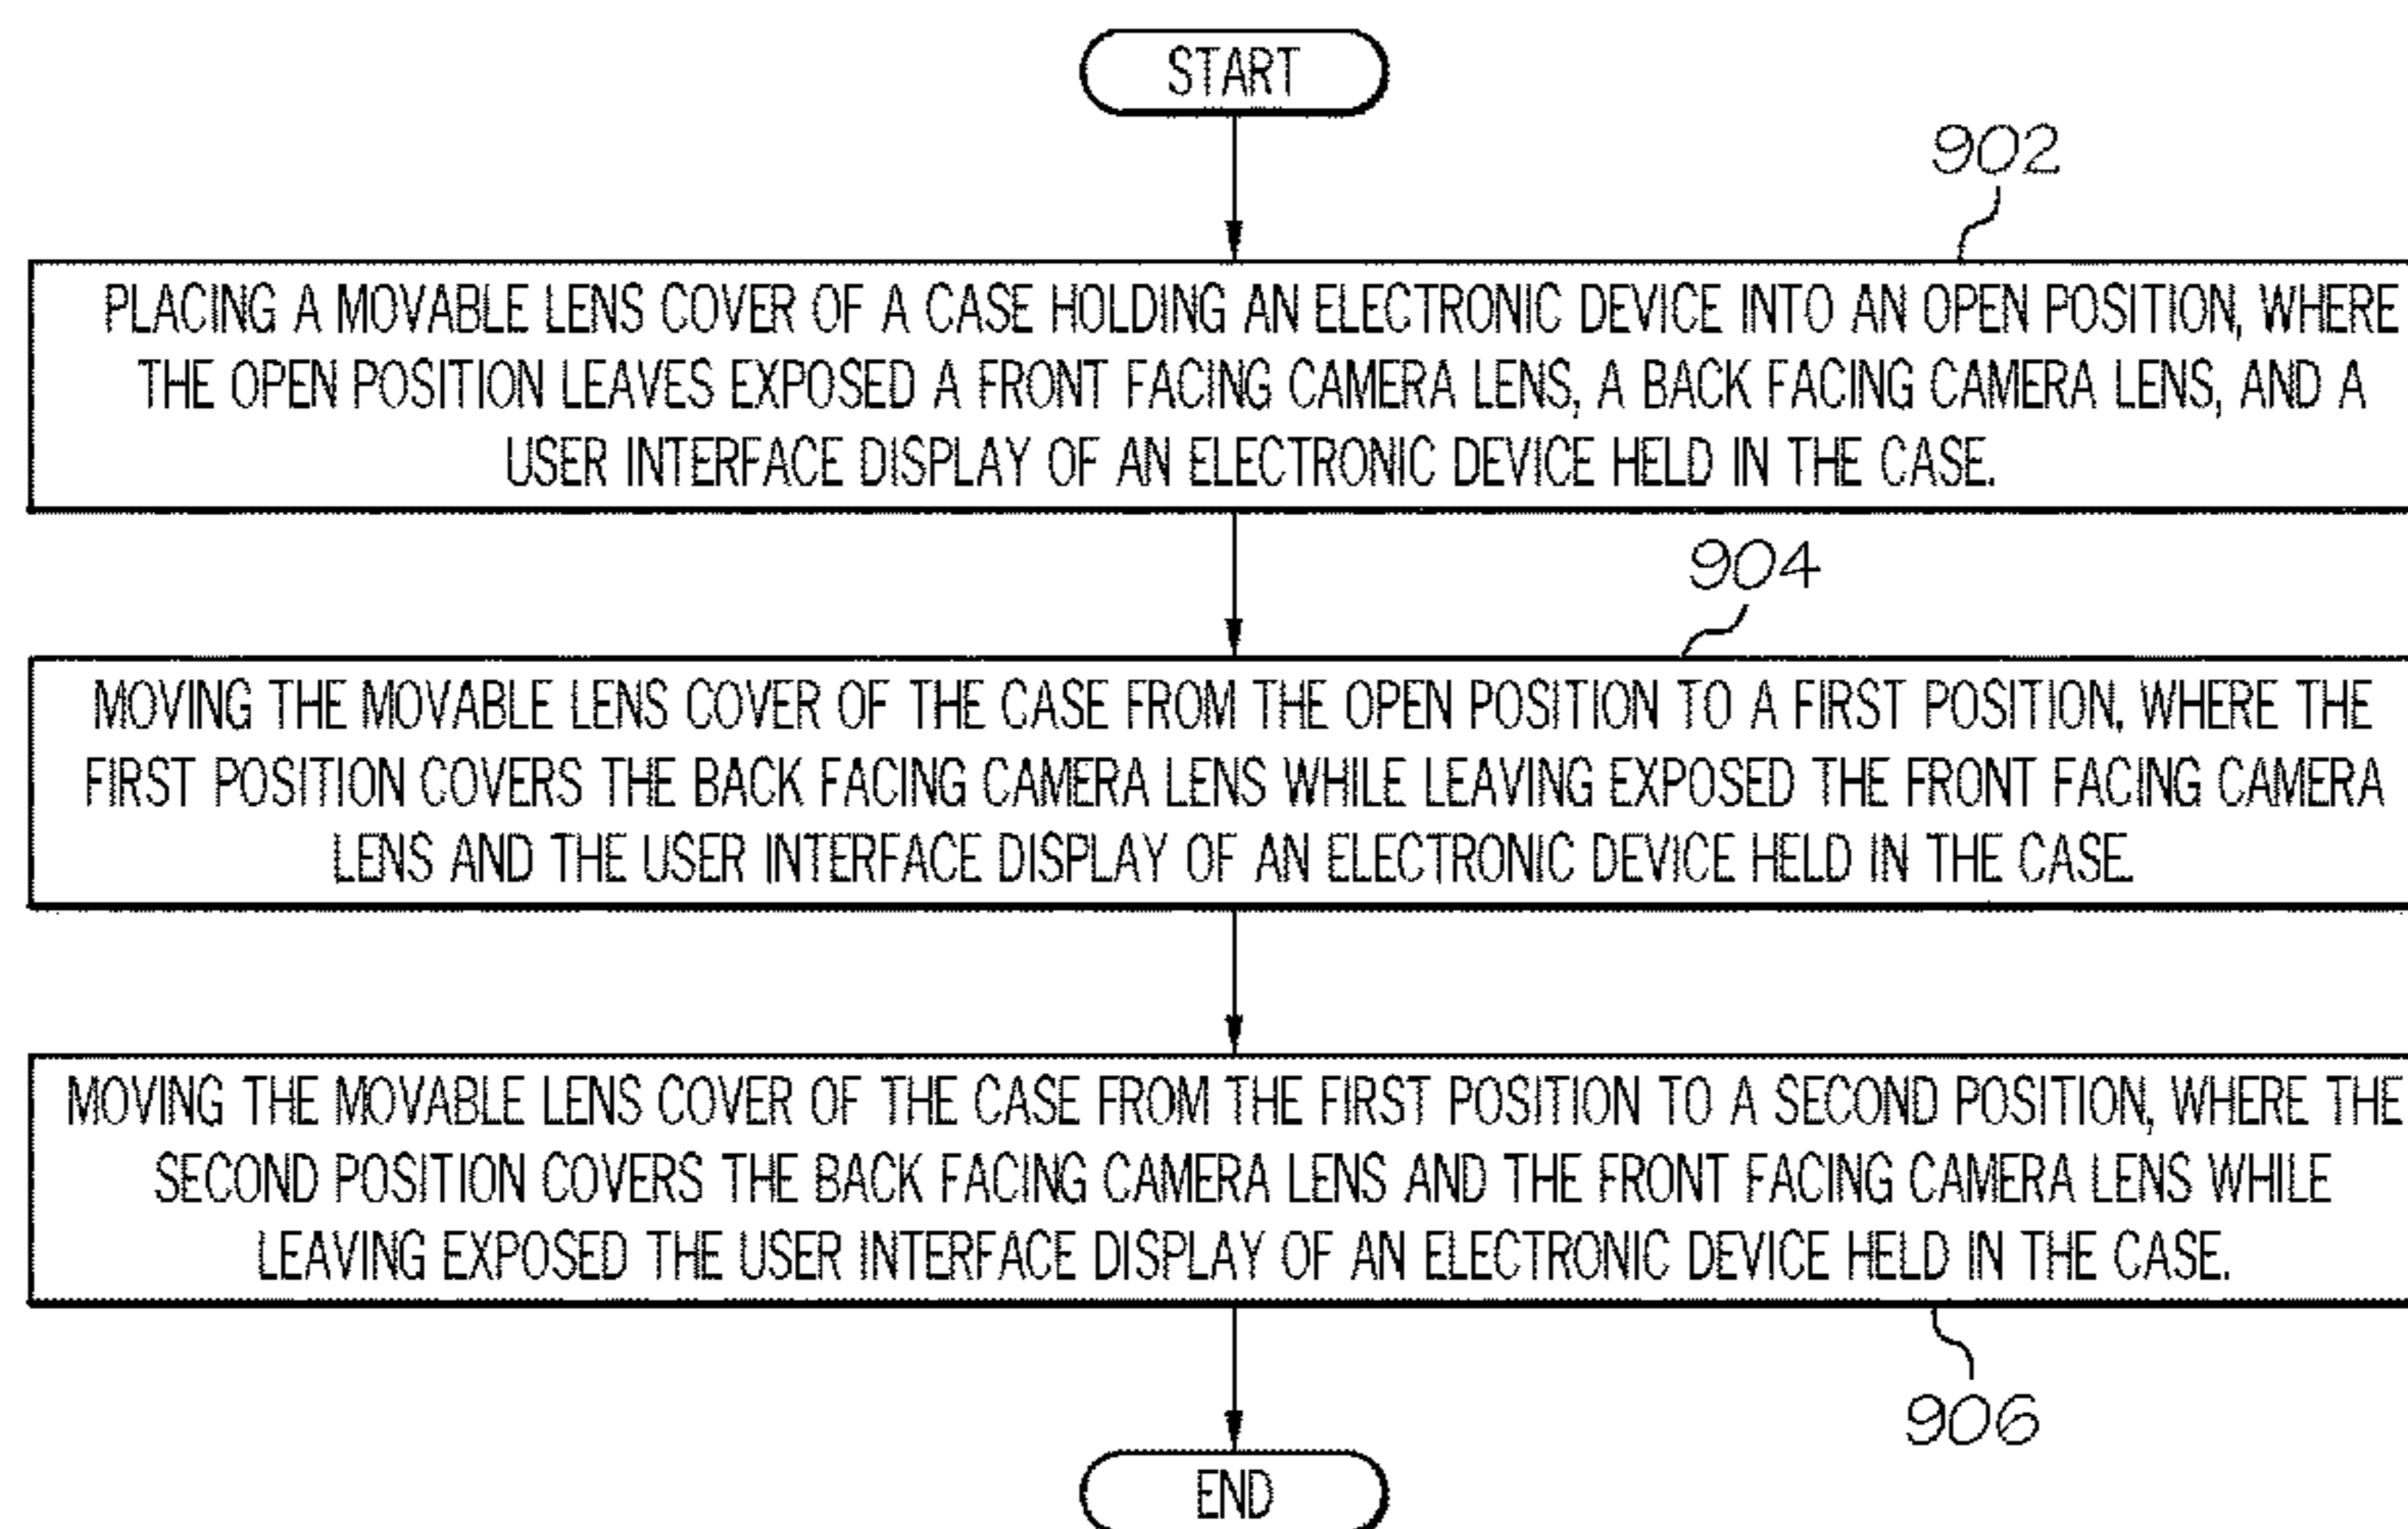 START
902
PLACING A MOVABLE LENS COVER OF A CASE HOLDING AN ELECTRONIC DEVICE INTO AN OPEN POSITION, WHERE
THE OPEN POSITION LEAVES EXPOSED A FRONT FACING CAMERA LENS, A BACK FACING CAMERA LENS, AND A
USER INTERFACE DISPLAY OF AN ELECTRONIC DEVICE HELD IN THE CASE.
904
MOVING THE MOVABLE LENS COVER OF THE CASE FROM THE OPEN POSITION TO A FIRST POSITION, WHERE THE
FIRST POSITION COVERS THE BACK FACING CAMERA LENS WHILE LEAVING EXPOSED THE FRONT FACING CAMERA
LENS AND THE USER INTERFACE DISPLAY OF AN ELECTRONIC DEVICE HELD IN THE CASE.
MOVING THE MOVABLE LENS COVER OF THE CASE FROM THE FIRST POSITION TO A SECOND POSITION, WHERE THE
SECOND POSITION COVERS THE BACK FACING CAMERA LENS AND THE FRONT FACING CAMERA LENS WHILE
LEAVING EXPOSED THE USER INTERFACE DISPLAY OF AN ELECTRONIC DEVICE HELD IN THE CASE.
906
END